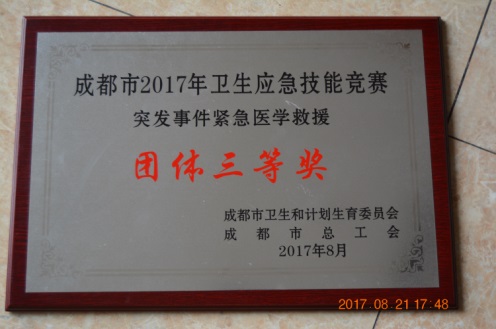 成都市2017年卫生应急技能竞赛
突发事件紧急医学救援
团体三等奖
成都市卫生和计划生育委员会
成都市总工会
2017年8月
2017.08.21 17:48